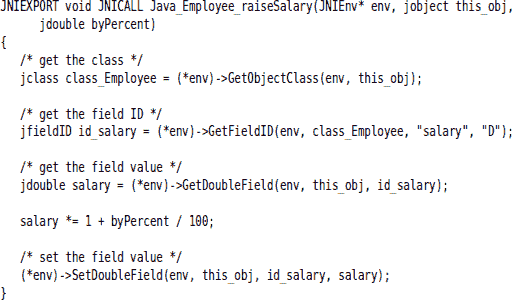 JNIEXPORT void JNICALL Java_Employee_raiseSalary(JNIEnv* env, jobject this_obj,
      jdouble byPercent)
{
   /* get the class */
   jclass class_Employee = (*env)->GetObjectClass(env, this_obj);

   /* get the field ID */
   jfieldID id_salary = (*env)->GetFieldID(env, class_Employee, "salary", "D");

   /* get the field value */
   jdouble salary = (*env)->GetDoubleField(env, this_obj, id_salary);

   salary *= 1 + byPercent / 100;

   /* set the field value */
   (*env)->SetDoubleField(env, this_obj, id_salary, salary);
}